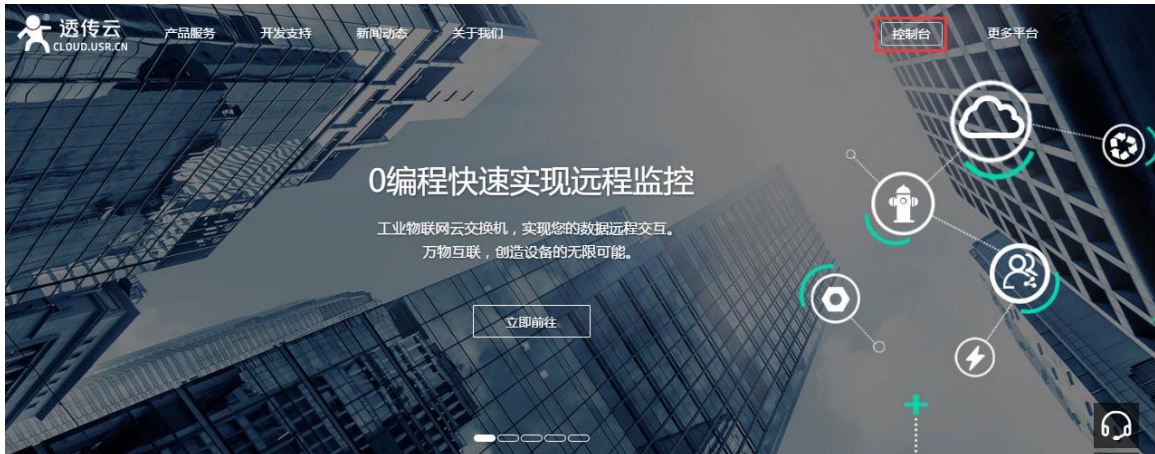 透传云
CLOUD.USR.CN
产品服务
开发支持
新闻动态
关于我们
控制台
更多平台
0编程快速实现远程监控
工业物联网云交换机，实现您的数据远程交互。
万物互联，创造设备的无限可能。
立即前往